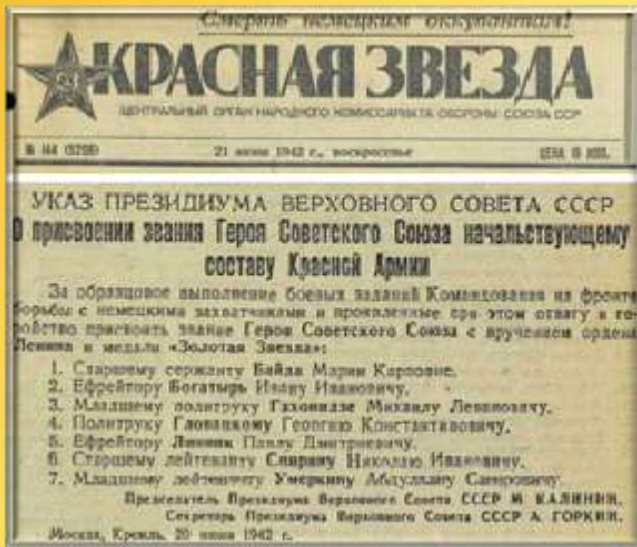 Смерть немецким оккупантам!
КРАСНАЯ ЗВЕЗДА
ЦЕНТРАЛЬНЫЙ ОРГАН НАРОДНОГО КОМИССАРИАТА ОБОРОНЫ СОЮЗА ССР
№ 144 (5208) 21 июня 1942 г., воскресенье ЦЕНА КОП.
УКАЗ ПРЕЗИДИУМА ВЕРХОВНОГО СОВЕТА СССР
О присвоении звания Героя Советского Союза начальствующему
составу Красной Армии
За образцовое выполнение боевых заданий Командования на фронте
борьбы с немецкими захватчиками и проявленные при этом отвагу и ге-
ройство присвоить звание Героя Советского Союза с вручением ордена
Ленина и медали «Золотая Звезда»:
1. Старшему сержанту Байда Марии Карповне.
2. Ефрейтору Богатырь Ивану Ивановичу.
3. Младшему политруку Михаилу Левановичу.
4. Политруку Главацкому Георгию Константиновичу.
5. Ефрейтору Линник Павлу Дмитриевичу.
6. Старшему лейтенанту Спирину Николаю Ивановичу.
7. Младшему лейтенанту Умеркину Абдуллану
Председатель Президиума Верховного Совета СССР М. КАЛИНИН.
Секретарь Президиума Верховного Совета СССР А. ГОРКИН.
Москва, Кремль. 20 июня 1942 г.